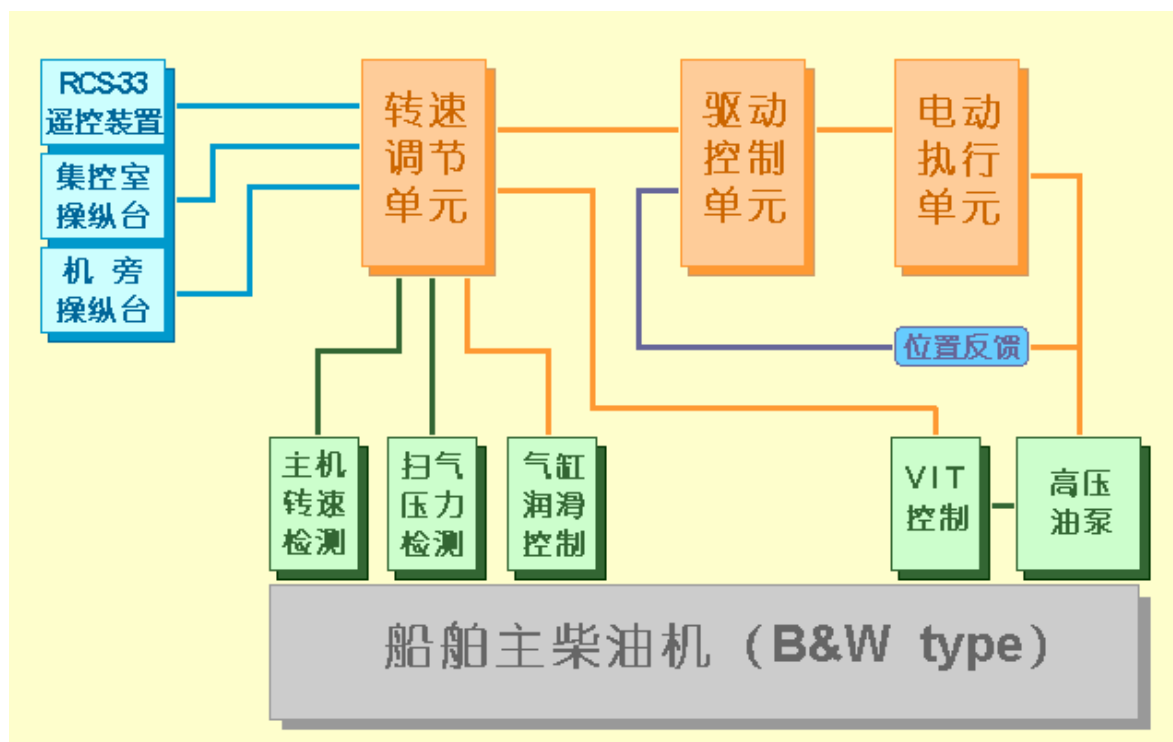 RCS-33
遥控装置
集控室
操纵台
机 旁
操纵台
转速
调节
单元
驱动
控制
单元
电动
执行
单元
位置反馈
主机
转速
检测
扫气
压力
检测
气缸
润滑
控制
VIT
控制
高压
油泵
船舶主柴油机（B&W type）